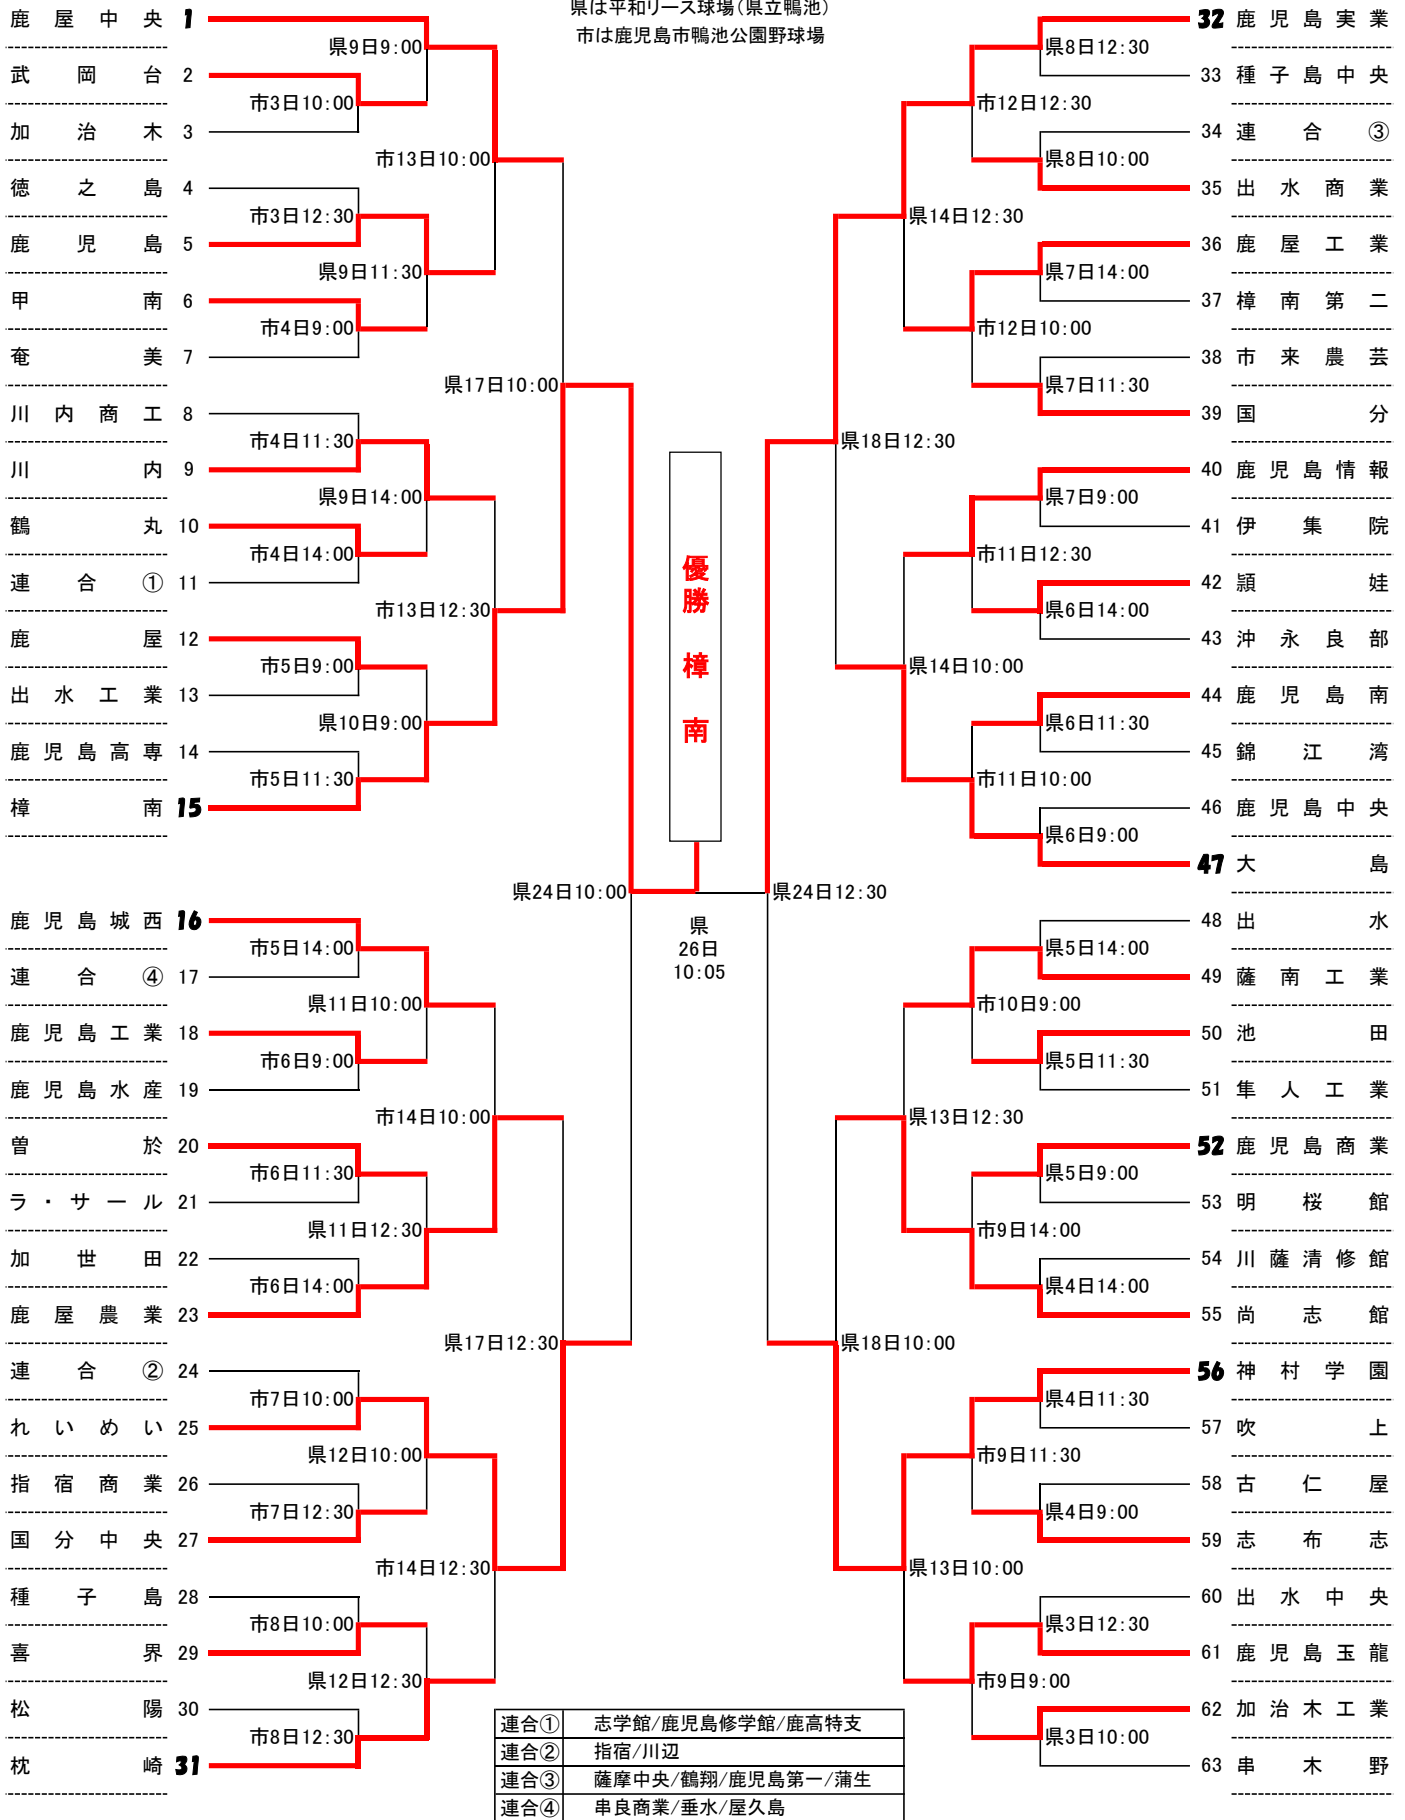 県は平和リース球場(県立鴨池)
市は鹿児島市鴨池公園野球場
鹿屋中央 1
武岡台 2
加治木 3
徳之島 4
鹿児島 5
甲南 6
奄美 7
川内商工 8
川内 9
鶴丸 10
連合① 11
鹿屋 12
出水工業 13
鹿児島高専 14
樟南 15
鹿児島城西 16
連合④ 17
鹿児島工業 18
鹿児島水産 19
曽於 20
ラ・サール 21
加世田 22
鹿屋農業 23
連合② 24
れいめい 25
指宿商業 26
国分中央 27
種子島 28
喜界 29
松陽 30
枕崎 31
県9日9:00
市3日10:00
市13日10:00
市3日12:30
県9日11:30
市4日9:00
県17日10:00
市4日11:30
県9日14:00
市4日14:00
市13日12:30
市5日9:00
県10日9:00
市5日11:30
県24日10:00
市5日14:00
県11日10:00
市6日9:00
市14日10:00
市6日11:30
県11日12:30
市6日14:00
県17日12:30
市7日10:00
県12日10:00
市7日12:30
市14日12:30
市8日10:00
県12日12:30
市8日12:30
優勝 樟南
県
26日
10:05
県8日12:30
市12日12:30
県8日10:00
県14日12:30
県7日14:00
市12日10:00
県7日11:30
県18日12:30
県7日9:00
市11日12:30
県6日14:00
県14日10:00
県6日11:30
市11日10:00
県6日9:00
県24日12:30
県5日14:00
市10日9:00
県5日11:30
県13日12:30
県5日9:00
市9日14:00
県4日14:00
県18日10:00
県4日11:30
市9日11:30
県4日9:00
県13日10:00
県3日12:30
市9日9:00
県3日10:00
32 鹿児島実業
33 種子島中央
34 連合③
35 出水商業
36 鹿屋工業
37 樟南第二
38 市来農芸
39 国分
40 鹿児島情報
41 伊集院
42 頴娃
43 沖永良部
44 鹿児島南
45 錦江湾
46 鹿児島中央
47 大島
48 出水
49 薩南工業
50 池田
51 隼人工業
52 鹿児島商業
53 明桜館
54 川薩清修館
55 尚志館
56 神村学園
57 吹上
58 古仁屋
59 志布志
60 出水中央
61 鹿児島玉龍
62 加治木工業
63 串木野
連合① 志学館/鹿児島修学館/鹿高特支
連合② 指宿/川辺
連合③ 薩摩中央/鶴翔/鹿児島第一/蒲生
連合④ 串良商業/垂水/屋久島